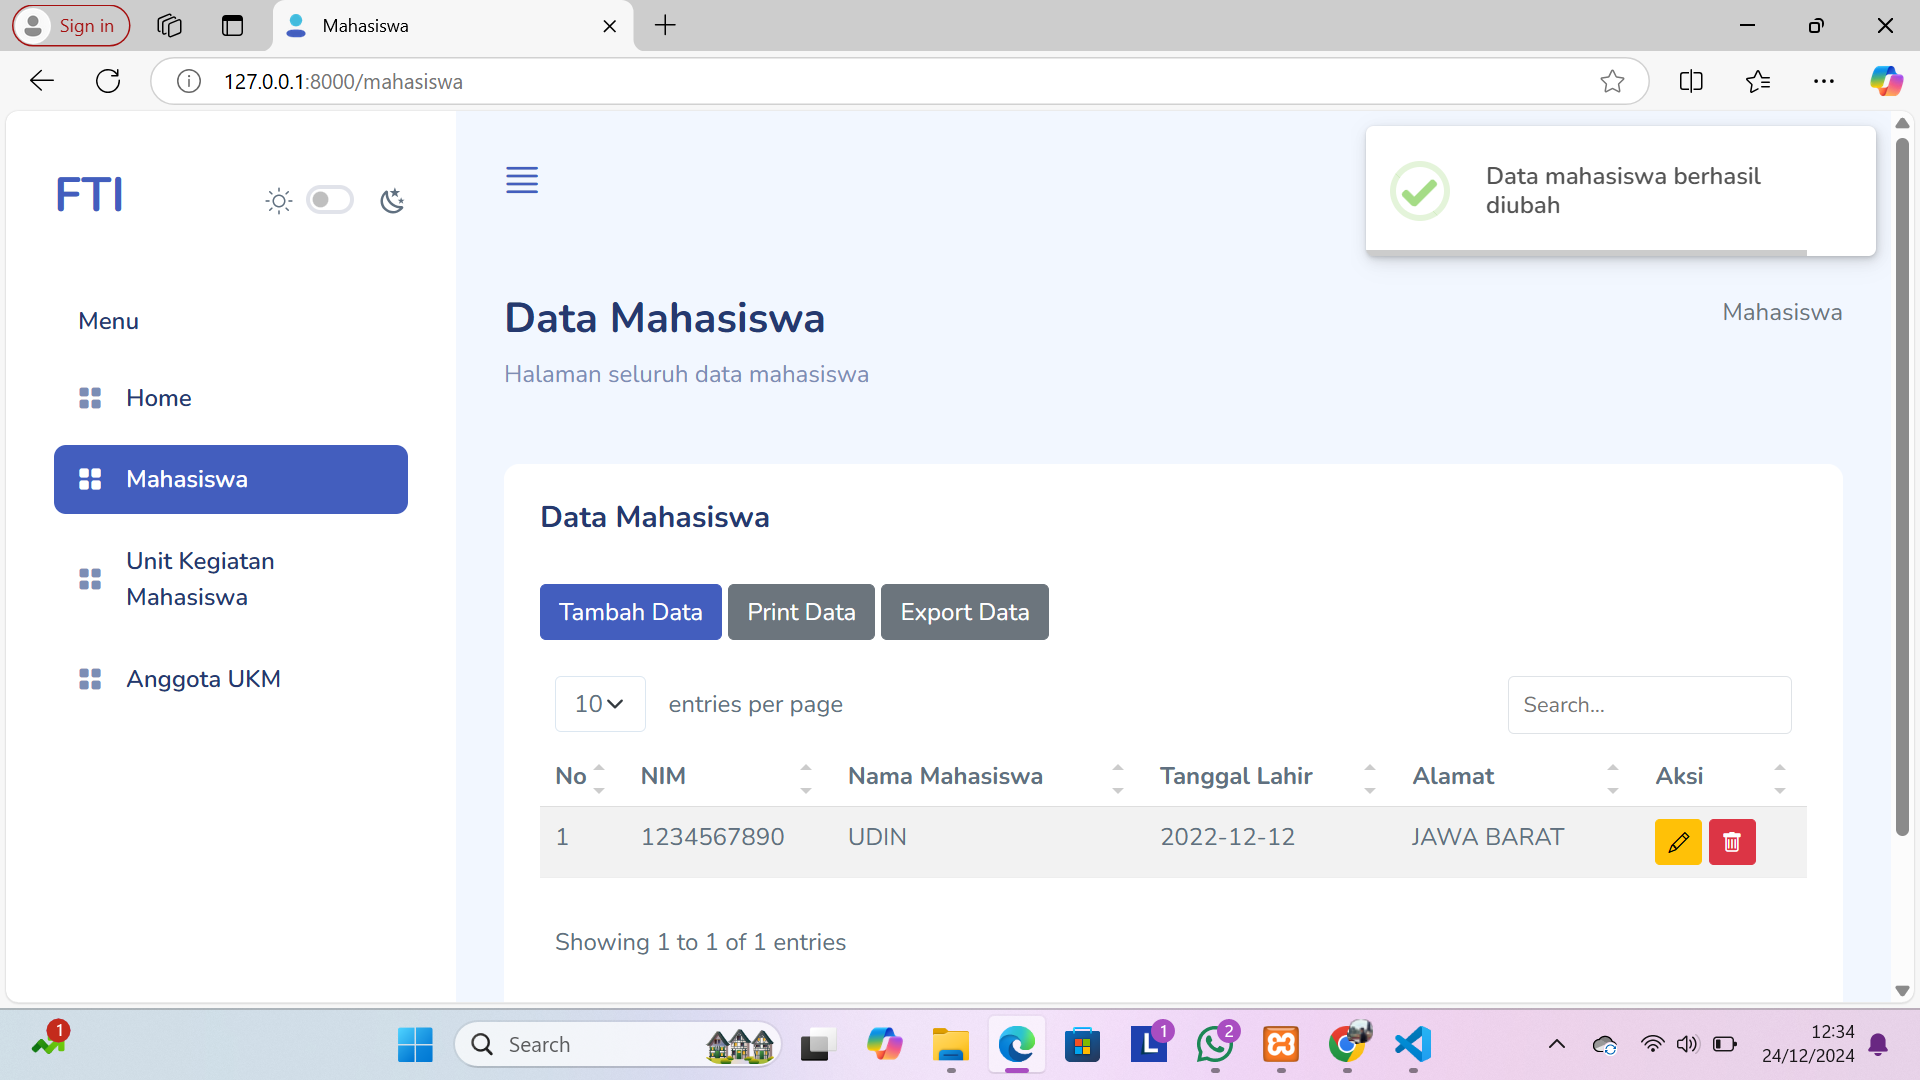 Sign in
Mahasiswa
127.0.0.1:8000/mahasiswa
FTI
Data mahasiswa berhasil
diubah
Menu
Home
Mahasiswa
Unit Kegiatan
Mahasiswa
Anggota UKM
Data Mahasiswa
Mahasiswa
Halaman seluruh data mahasiswa
Data Mahasiswa
Tambah Data Print Data Export Data
10 entries per page Search...
No NIM Nama Mahasiswa Tanggal Lahir Alamat Aksi
1 1234567890 UDIN 2022-12-12 JAWA BARAT
Showing 1 to 1 of 1 entries
1
Search
L
1
2
12:34
24/12/2024